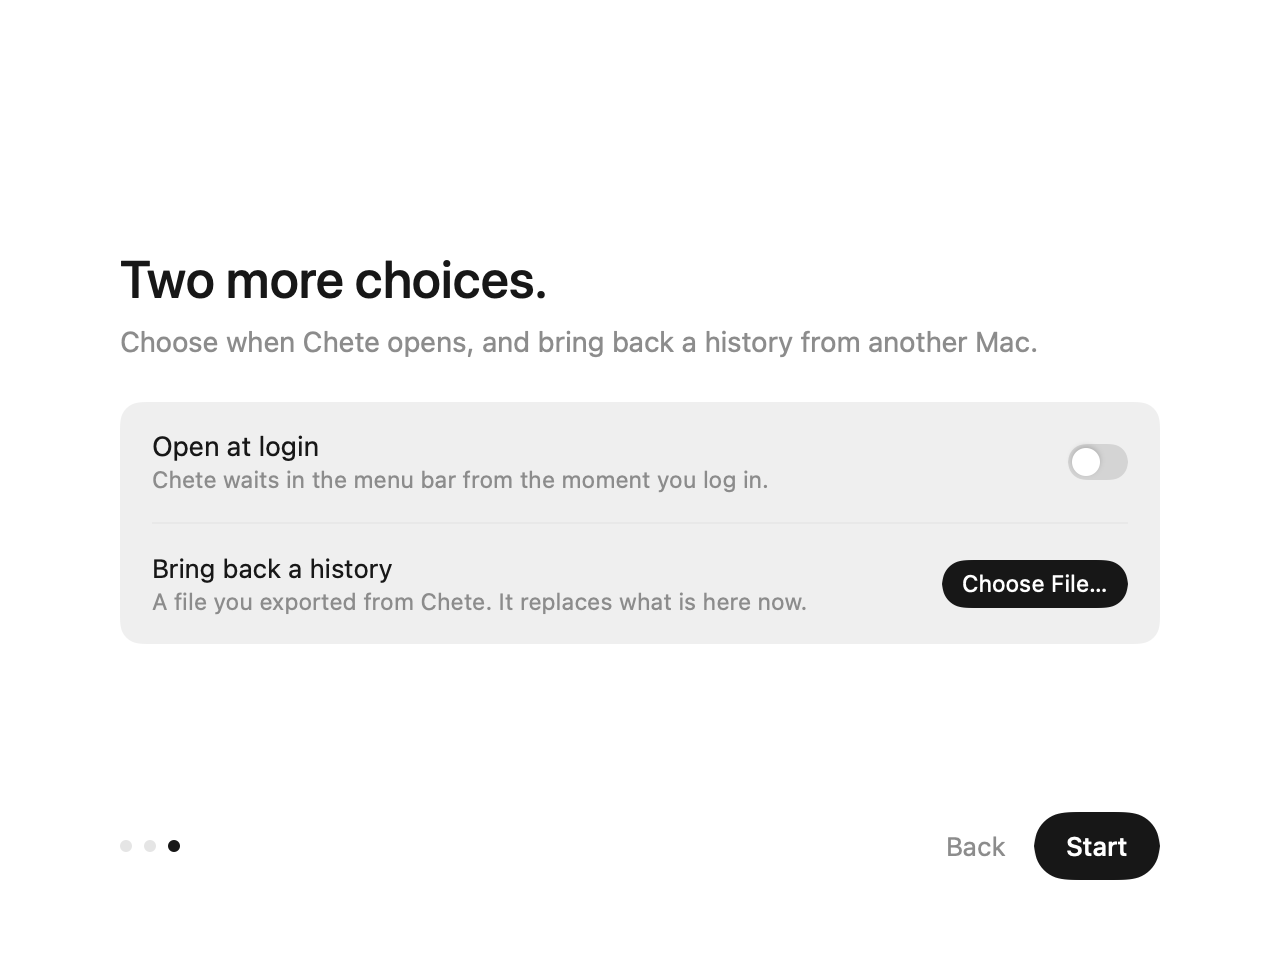 Two more choices.
Choose when Chete opens, and bring back a history from another Mac.
Open at login
Chete waits in the menu bar from the moment you log in.
Bring back a history
A file you exported from Chete. It replaces what is here now.
Choose File...
Back
Start